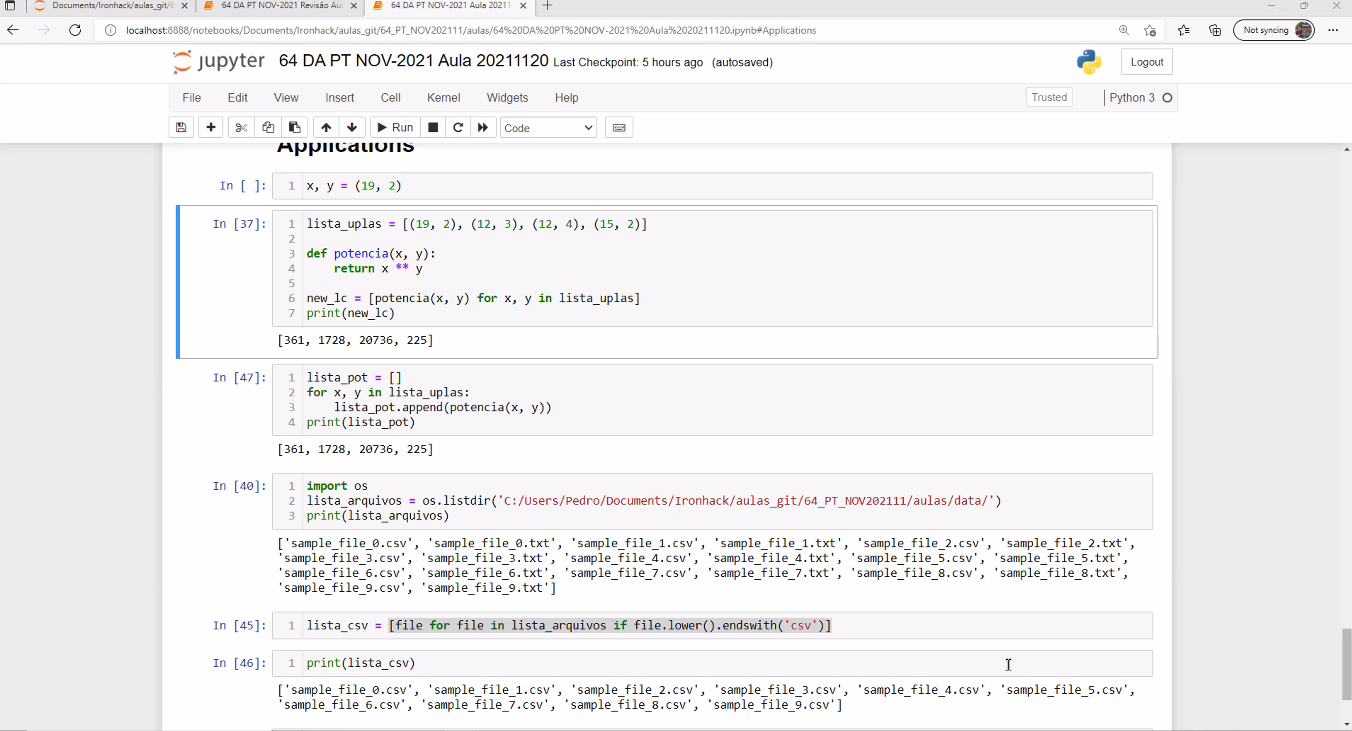 Documents/Ironhack/aulas_git/6
64 DA PT NOV-2021 Revisão Aul
64 DA PT NOV-2021 Aula 20211
localhost:8888/notebooks/Documents/Ironhack/aulas_git/64_PT_NOV202111/aulas/64%20DA%20PT%20NOV-2021%20Aula%2020211120.ipynb#Applications
Not syncing
jupyter 64 DA PT NOV-2021 Aula 20211120 Last Checkpoint: 5 hours ago (autosaved)
Logout
File Edit View Insert Cell Kernel Widgets Help
Trusted
Python 3
Run
Code
Applications
In [ ]:
1 x, y = (19, 2)
In [37]:
1 lista_uplas = [(19, 2), (12, 3), (12, 4), (15, 2)]
2
3 def potencia(x, y):
4     return x ** y
5
6 new_lc = [potencia(x, y) for x, y in lista_uplas]
7 print(new_lc)
[361, 1728, 20736, 225]
In [47]:
1 lista_pot = []
2 for x, y in lista_uplas:
3     lista_pot.append(potencia(x, y))
4 print(lista_pot)
[361, 1728, 20736, 225]
In [40]:
1 import os
2 lista_arquivos = os.listdir('C:/Users/Pedro/Documents/Ironhack/aulas_git/64_PT_NOV202111/aulas/data/')
3 print(lista_arquivos)
['sample_file_0.csv', 'sample_file_0.txt', 'sample_file_1.csv', 'sample_file_1.txt', 'sample_file_2.csv', 'sample_file_2.txt',
'sample_file_3.csv', 'sample_file_3.txt', 'sample_file_4.csv', 'sample_file_4.txt', 'sample_file_5.csv', 'sample_file_5.txt',
'sample_file_6.csv', 'sample_file_6.txt', 'sample_file_7.csv', 'sample_file_7.txt', 'sample_file_8.csv', 'sample_file_8.txt',
'sample_file_9.csv', 'sample_file_9.txt']
In [45]:
1 lista_csv = [file for file in lista_arquivos if file.lower().endswith('csv')]
In [46]:
1 print(lista_csv)
['sample_file_0.csv', 'sample_file_1.csv', 'sample_file_2.csv', 'sample_file_3.csv', 'sample_file_4.csv', 'sample_file_5.csv',
'sample_file_6.csv', 'sample_file_7.csv', 'sample_file_8.csv', 'sample_file_9.csv']